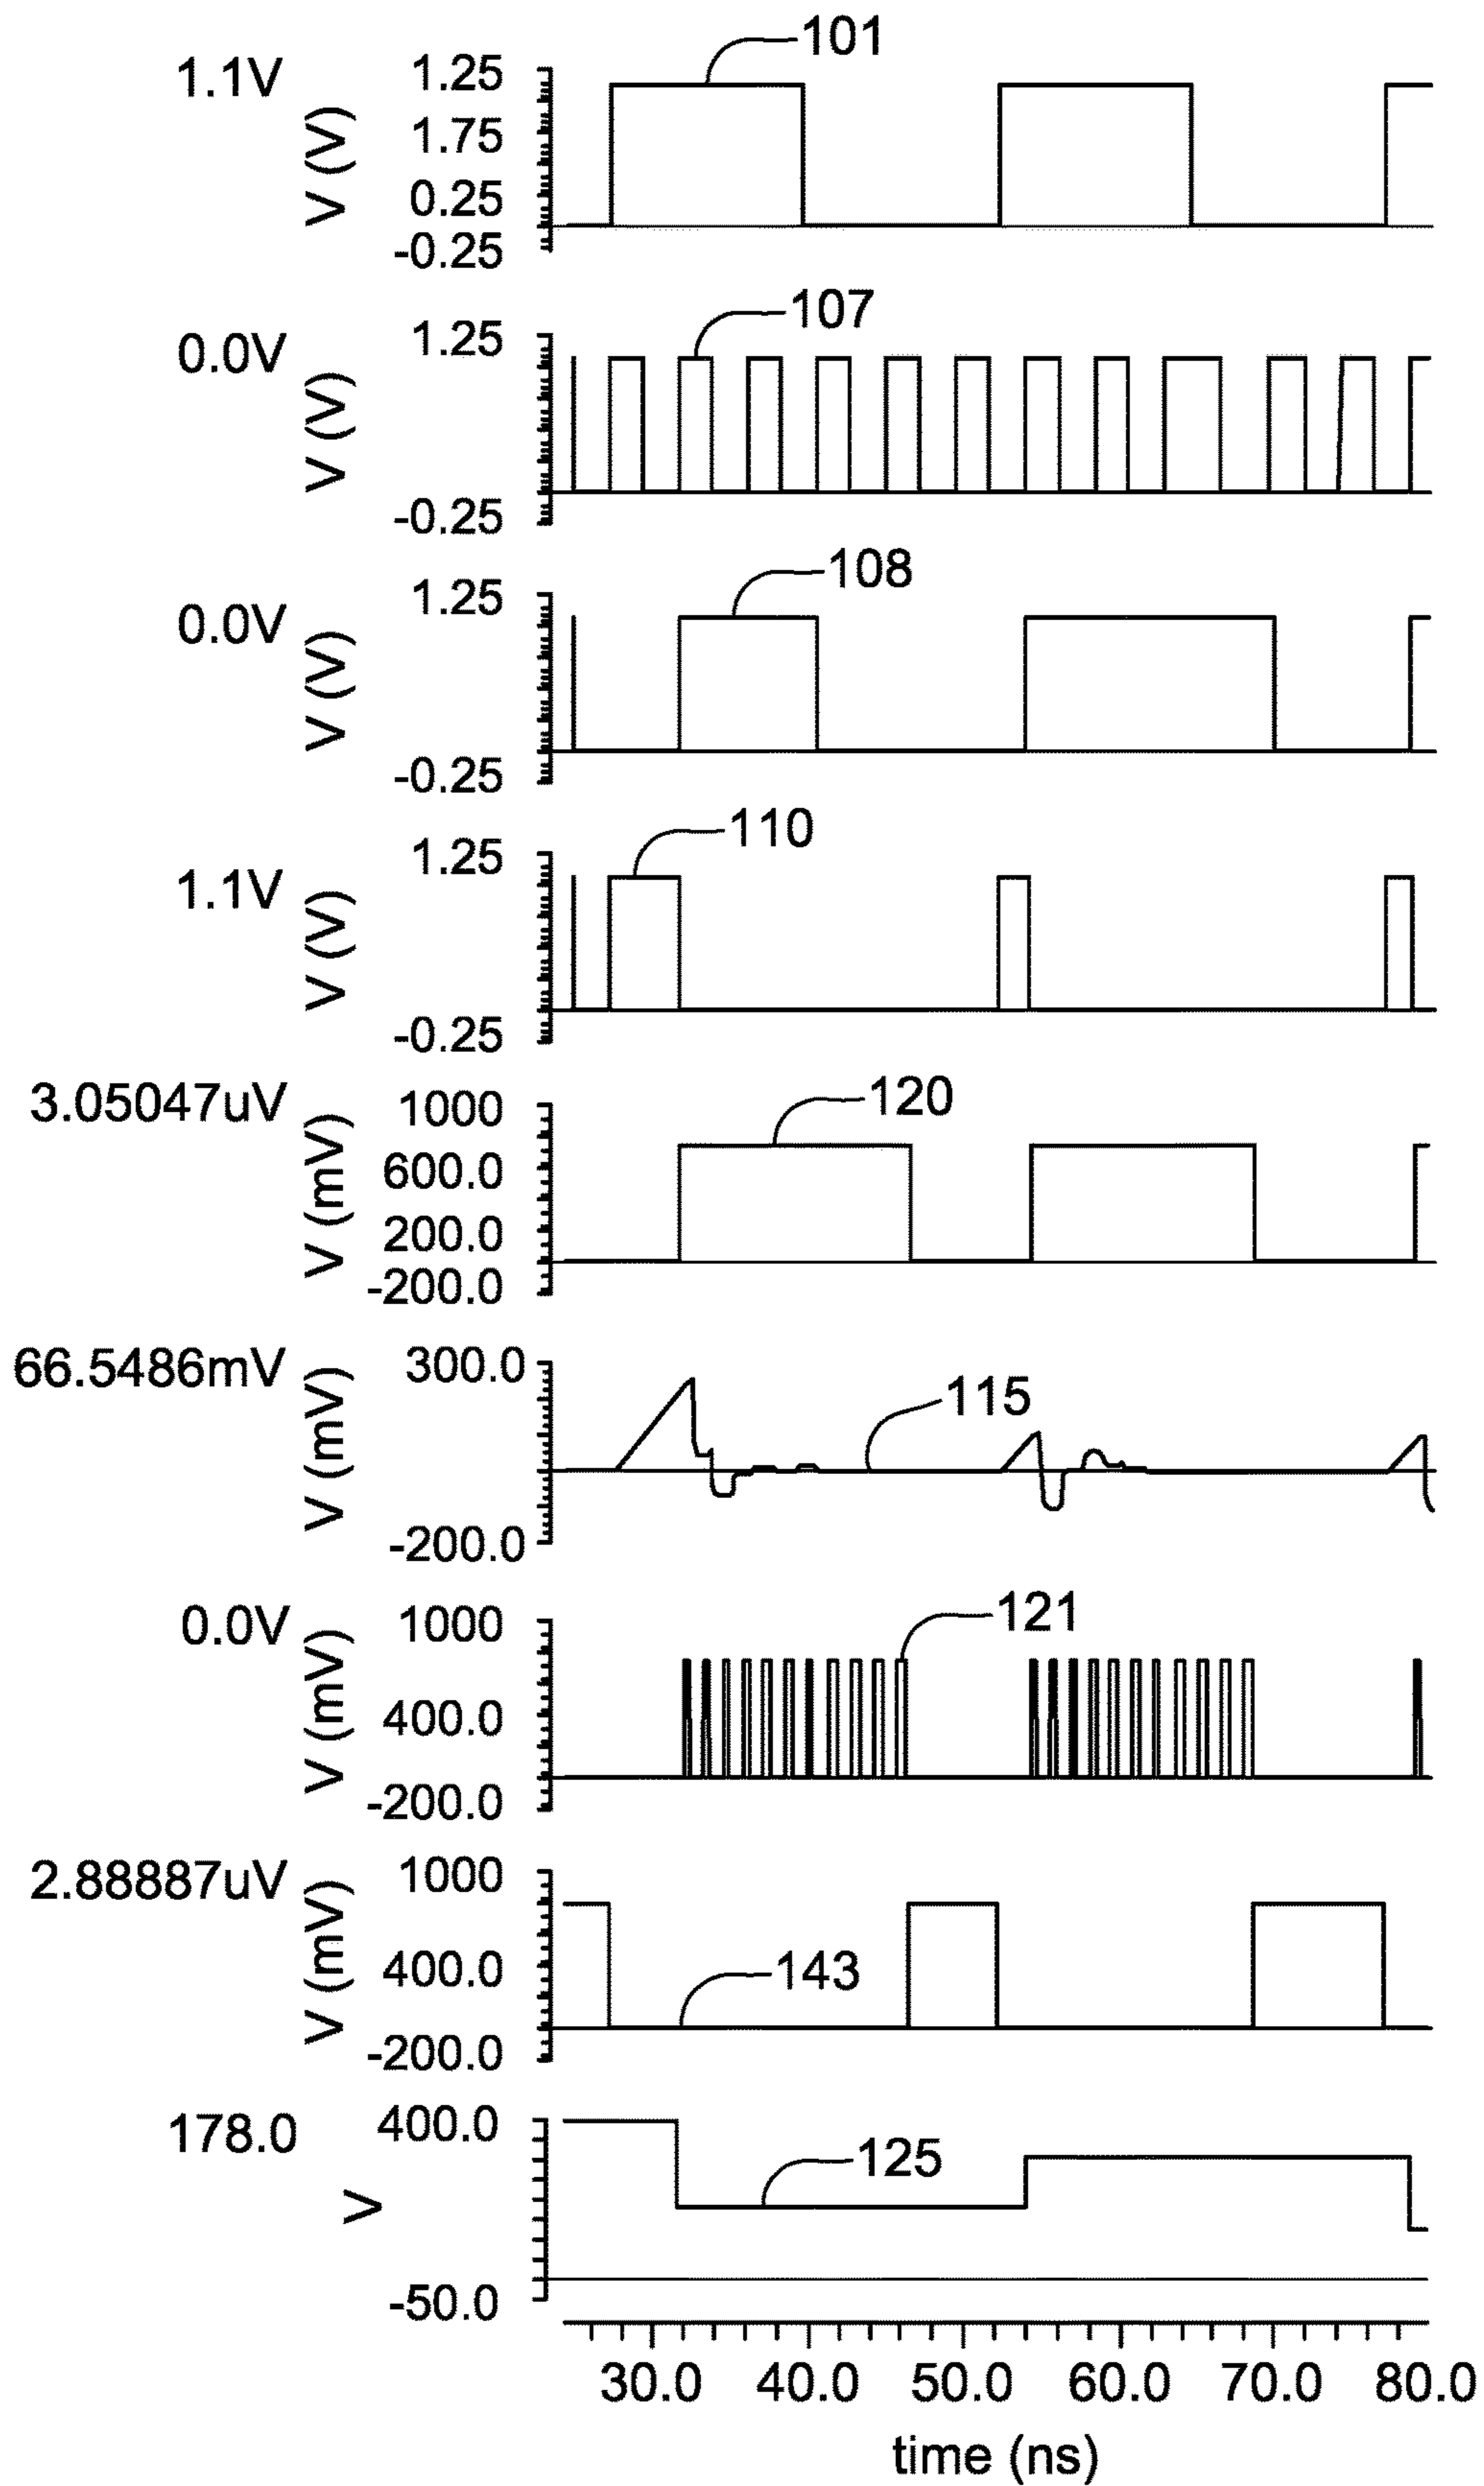 101
1.1V
V (V)
1.25
1.75
0.25
-0.25
107
0.0V
V (V)
1.25
-0.25
108
0.0V
V (V)
1.25
-0.25
110
1.1V
V (V)
1.25
-0.25
120
3.05047uV
V (mV)
1000
600.0
200.0
-200.0
115
66.5486mV
V (mV)
300.0
-200.0
121
0.0V
V (mV)
1000
400.0
-200.0
143
2.88887uV
V (mV)
1000
400.0
-200.0
125
178.0
V
400.0
-50.0
30.0 40.0 50.0 60.0 70.0 80.0
time (ns)